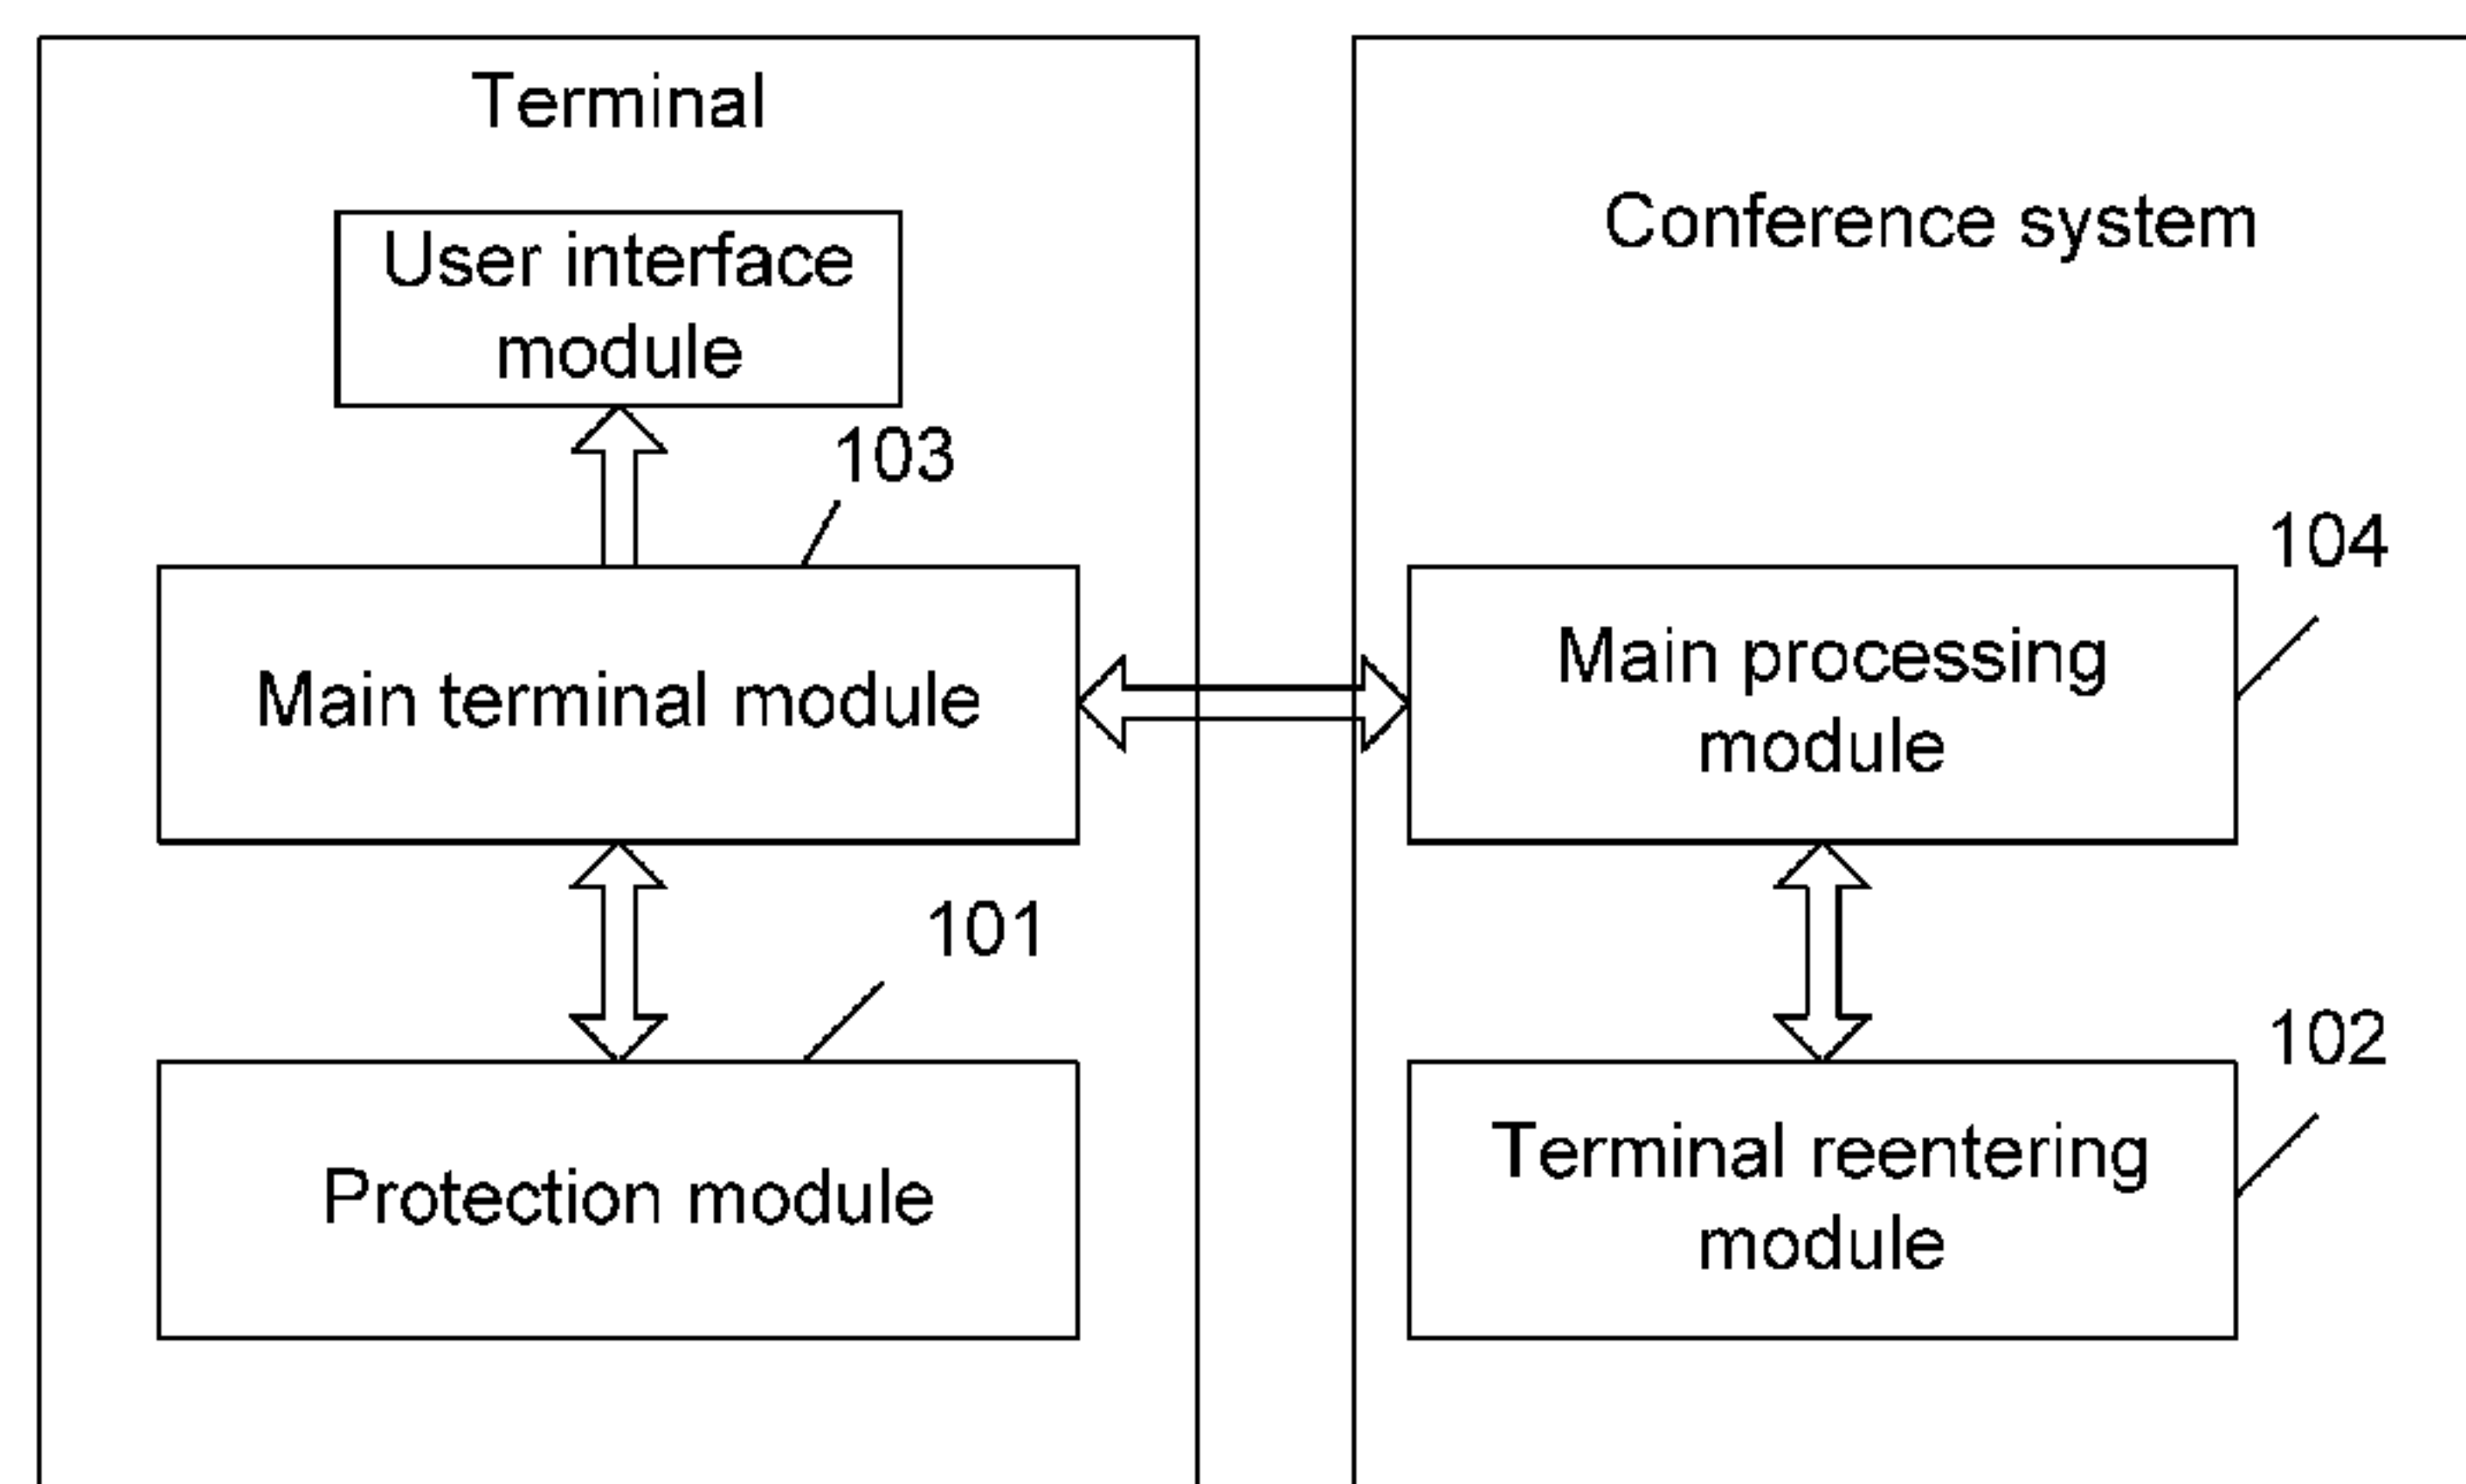 Terminal
User interface
module
103
Main terminal module
101
Protection module
Conference system
104
Main processing
module
102
Terminal reentering
module